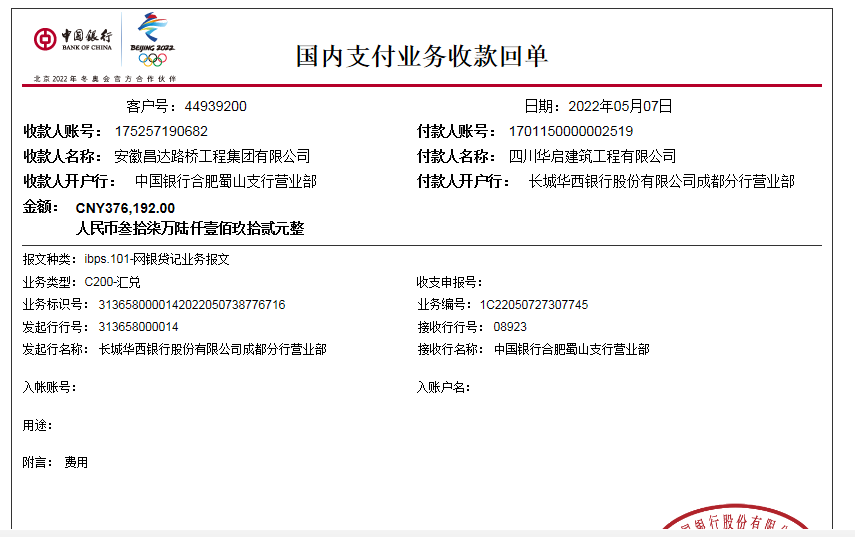 中国银行
BANK OF CHINA
BEIJING 2022
北京2022年冬奥会官方合作伙伴
国内支付业务收款回单
客户号：44939200 日期：2022年05月07日
收款人账号： 175257190682 付款人账号： 1701150000002519
收款人名称： 安徽昌达路桥工程集团有限公司 付款人名称： 四川华启建筑工程有限公司
收款人开户行： 中国银行合肥蜀山支行营业部 付款人开户行： 长城华西银行股份有限公司成都分行营业部
金额： CNY376,192.00
人民币叁拾柒万陆仟壹佰玖拾贰元整
报文种类： ibps.101-网银贷记业务报文
业务类型： C200-汇兑 收支申报号：
业务标识号： 3136580000142022050738776716 业务编号： 1C22050727307745
发起行行号： 313658000014 接收行行号： 08923
发起行名称： 长城华西银行股份有限公司成都分行营业部 接收行名称： 中国银行合肥蜀山支行营业部
入帐账号： 入账户名：
用途：
附言： 费用
国银行股份有限公